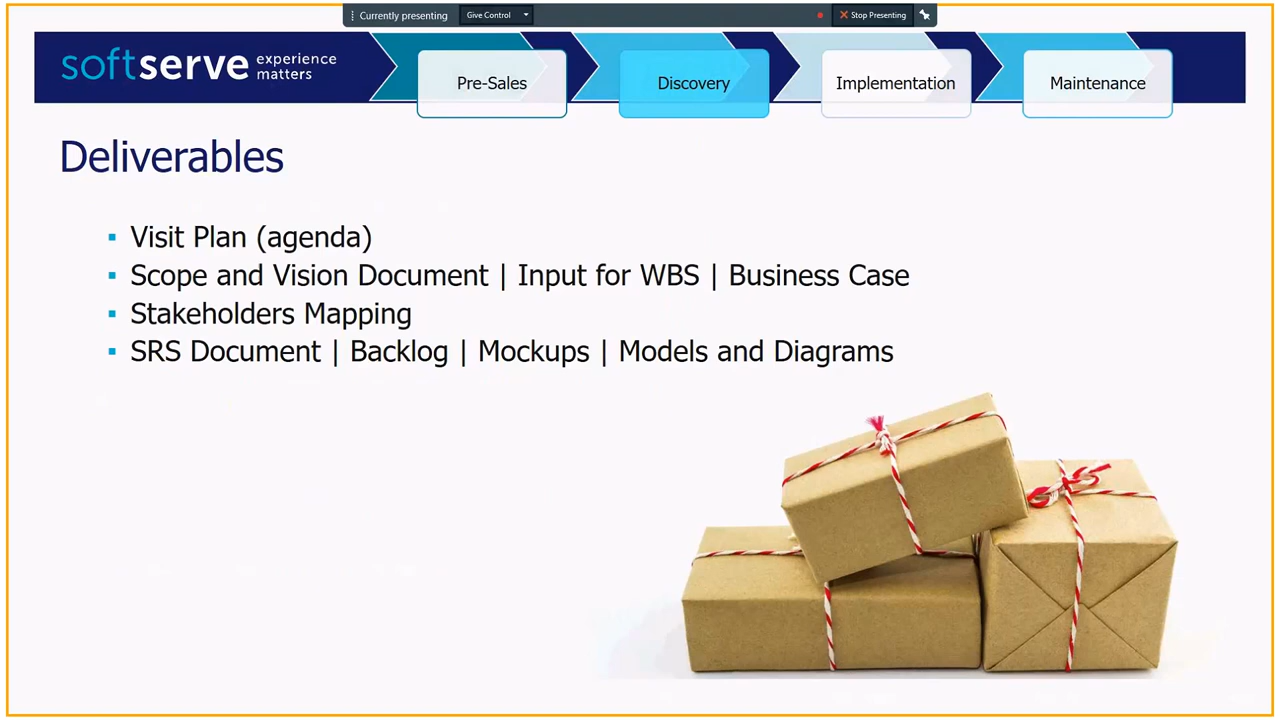 Currently presenting Give Control Stop Presenting
softserve experience matters
Pre-Sales Discovery Implementation Maintenance
Deliverables
Visit Plan (agenda)
Scope and Vision Document | Input for WBS | Business Case
Stakeholders Mapping
SRS Document | Backlog | Mockups | Models and Diagrams